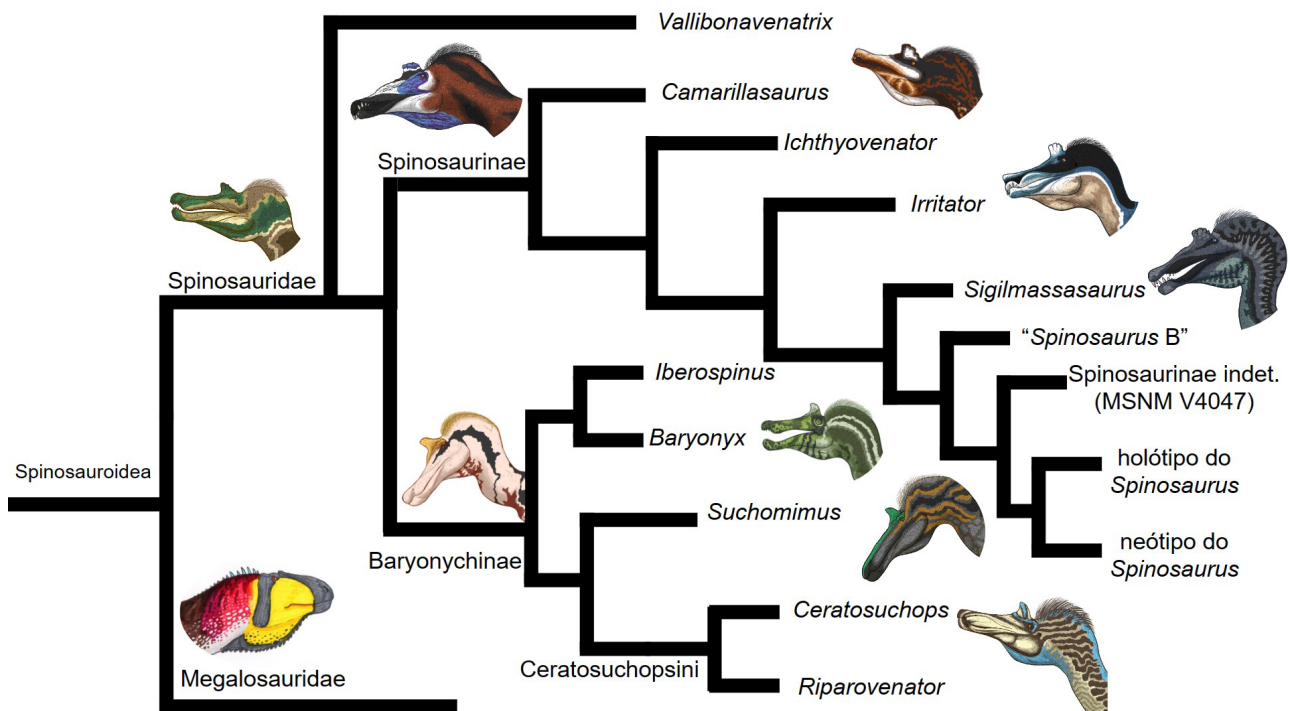 Vallibonavenatrix
Camarillasaurus
Ichthyovenator
Spinosaurinae
Irritator
Spinosauridae
Sigilmassasaurus
“Spinosaurus B”
Iberospinus
Spinosaurinae indet.
(MSNM V4047)
Baryonyx
holótipo do
Spinosaurus
Spinosauroidea
Suchomimus
neótipo do
Spinosaurus
Baryonychinae
Ceratosuchops
Ceratosuchopsini
Megalosauridae
Riparovenator